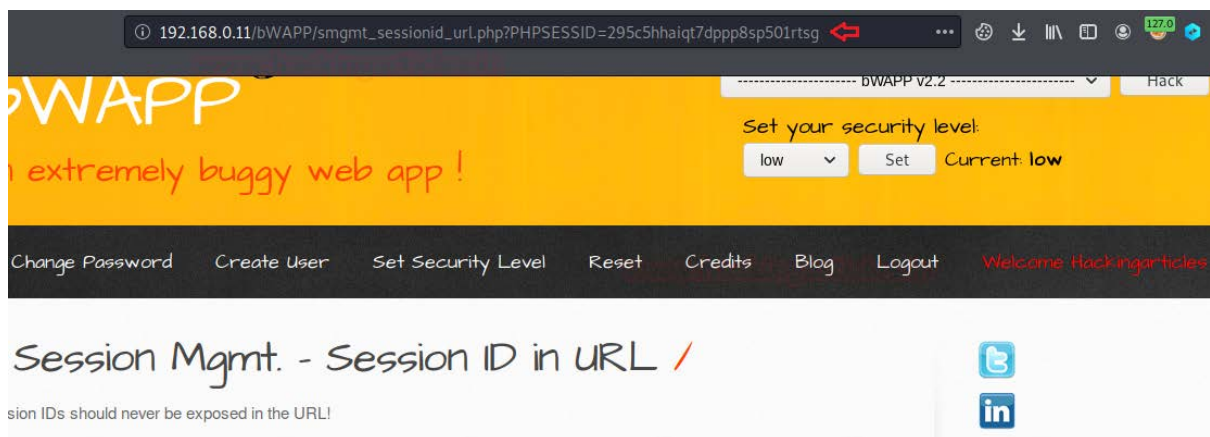 192.168.0.11/bWAPP/smgmt_sessionid_url.php?PHPSESSID=295c5hhaiqt7dppp8sp501rtsg
127.0
bWAPP
---------------------- bWAPP v2.2 ------------------------ Hack
Set your security level:
low Set Current: low
extremely buggy web app !
Change Password Create User Set Security Level Reset Credits Blog Logout Welcome Hackingarticles
Session Mgmt. - Session ID in URL /
sion IDs should never be exposed in the URL!
in